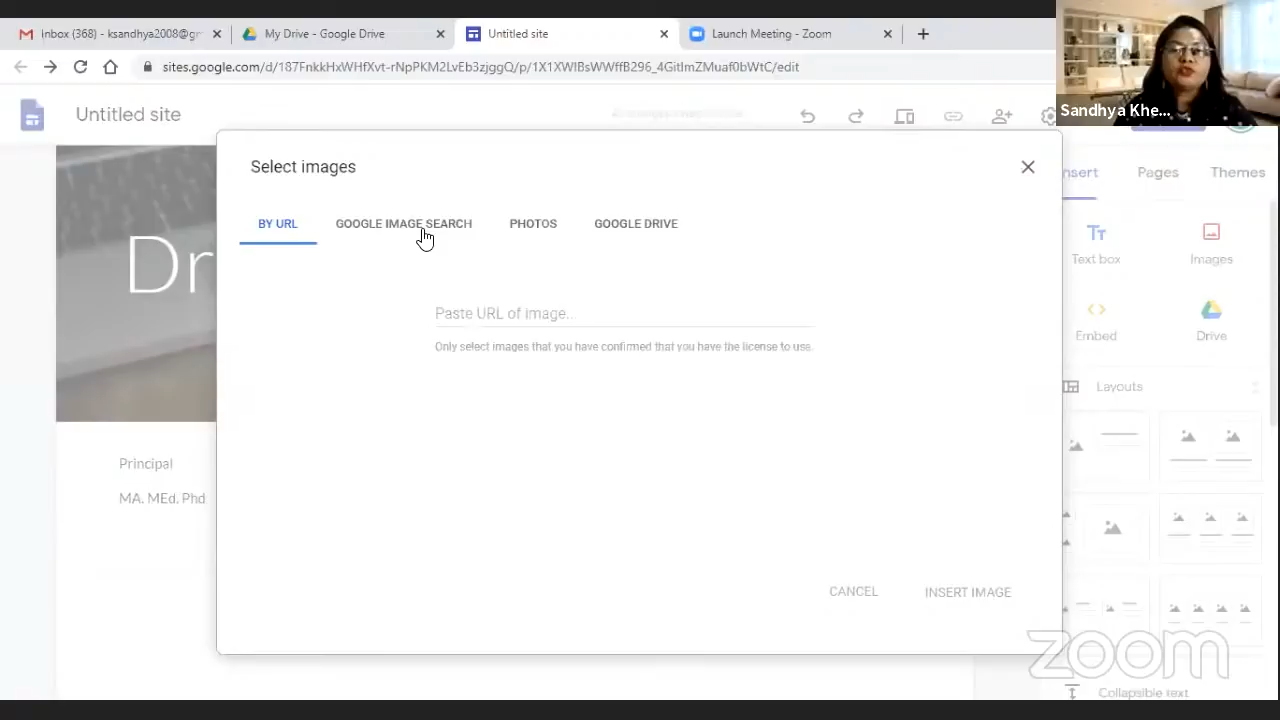 Inbox (368) - ksandhya2008@gr
My Drive - Google Drive
Untitled site
Launch Meeting - Zoom
sites.google.com/d/187FnkkHxWHfXvt-rNpPKM2LvEb3zjggQ/p/1X1XWIBsWWffB296_4GitImZMuaf0bWtC/edit
Sandhya Khe...
Untitled site
Select images
BY URL
GOOGLE IMAGE SEARCH
PHOTOS
GOOGLE DRIVE
Paste URL of image...
Only select images that you have confirmed that you have the license to use.
CANCEL
INSERT IMAGE
Dr
Principal
MA. MEd. Phd
Insert
Pages
Themes
Text box
Images
Embed
Drive
Layouts
Collapsible text
zoom